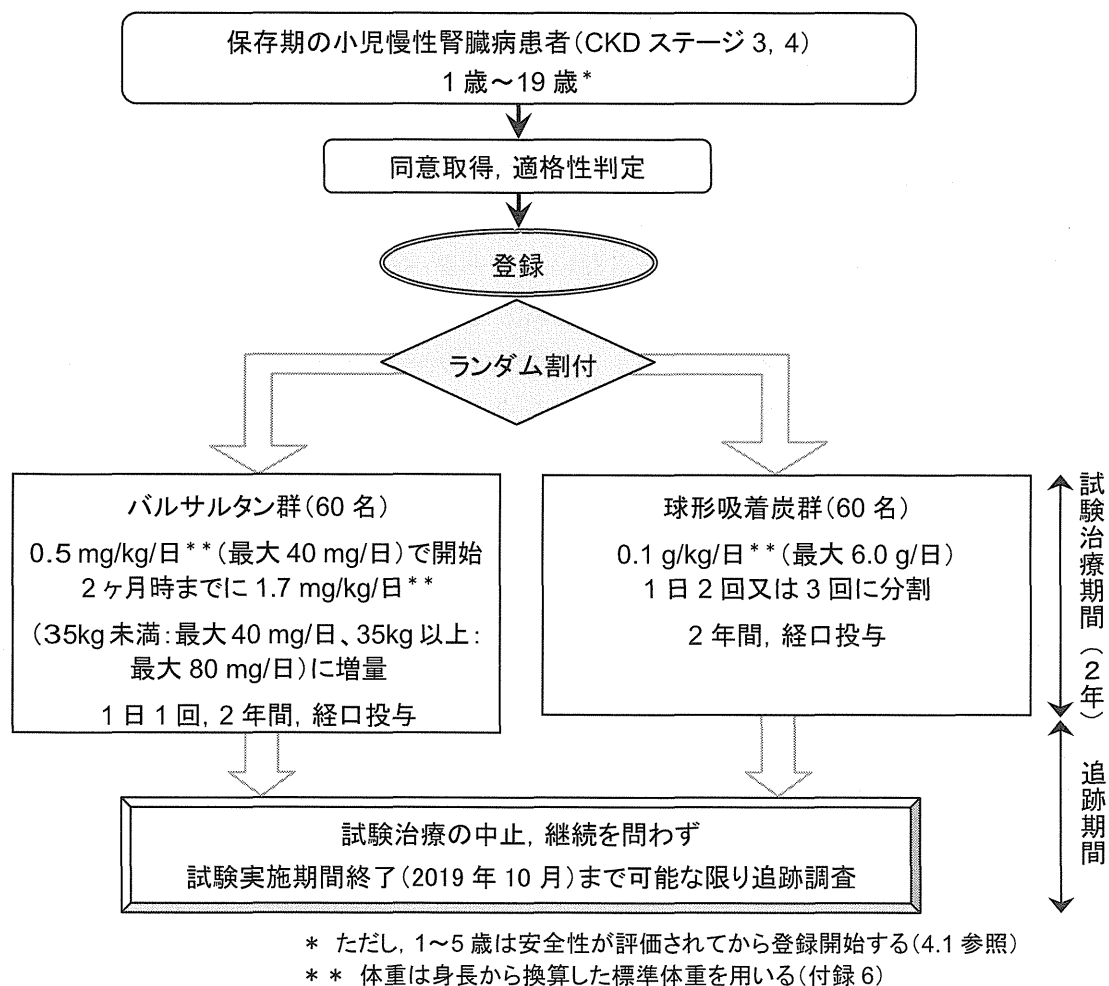 保存期の小児慢性腎臓病患者(CKD ステージ 3, 4)
1 歳～19 歳*
同意取得, 適格性判定
登録
ランダム割付
バルサルタン群(60 名)
0.5 mg/kg/日**(最大 40 mg/日)で開始
2ヶ月時までに 1.7 mg/kg/日**
(35kg 未満:最大 40 mg/日、35kg 以上:
最大 80 mg/日)に増量
1 日 1 回, 2 年間, 経口投与
球形吸着炭群(60 名)
0.1 g/kg/日**(最大 6.0 g/日)
1 日 2 回又は 3 回に分割
2 年間, 経口投与
試験治療期間(2年)
追跡期間
試験治療の中止, 継続を問わず
試験実施期間終了(2019 年 10 月)まで可能な限り追跡調査
* ただし, 1～5 歳は安全性が評価されてから登録開始する(4.1 参照)
** 体重は身長から換算した標準体重を用いる(付録 6)